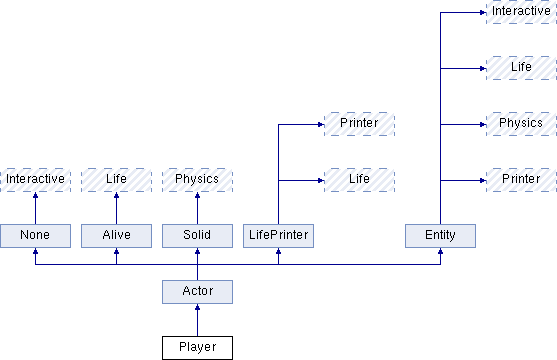 Interactive
Life
Printer
Physics
Interactive
Life
Physics
Life
Printer
None
Alive
Solid
LifePrinter
Entity
Actor
Player